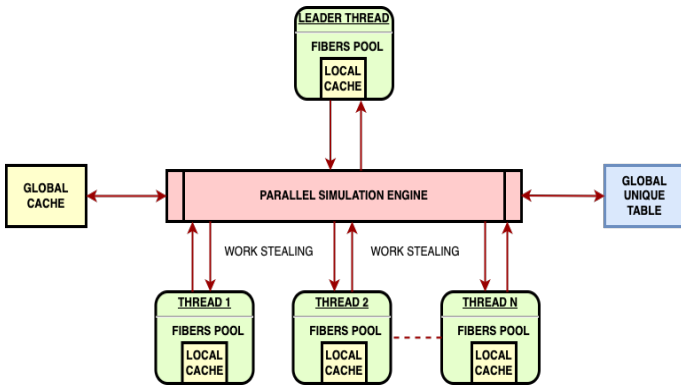 LEADER THREAD
FIBERS POOL
LOCAL
CACHE
GLOBAL
CACHE
PARALLEL SIMULATION ENGINE
GLOBAL
UNIQUE
TABLE
WORK STEALING
WORK STEALING
THREAD 1
FIBERS POOL
LOCAL
CACHE
THREAD 2
FIBERS POOL
LOCAL
CACHE
THREAD N
FIBERS POOL
LOCAL
CACHE